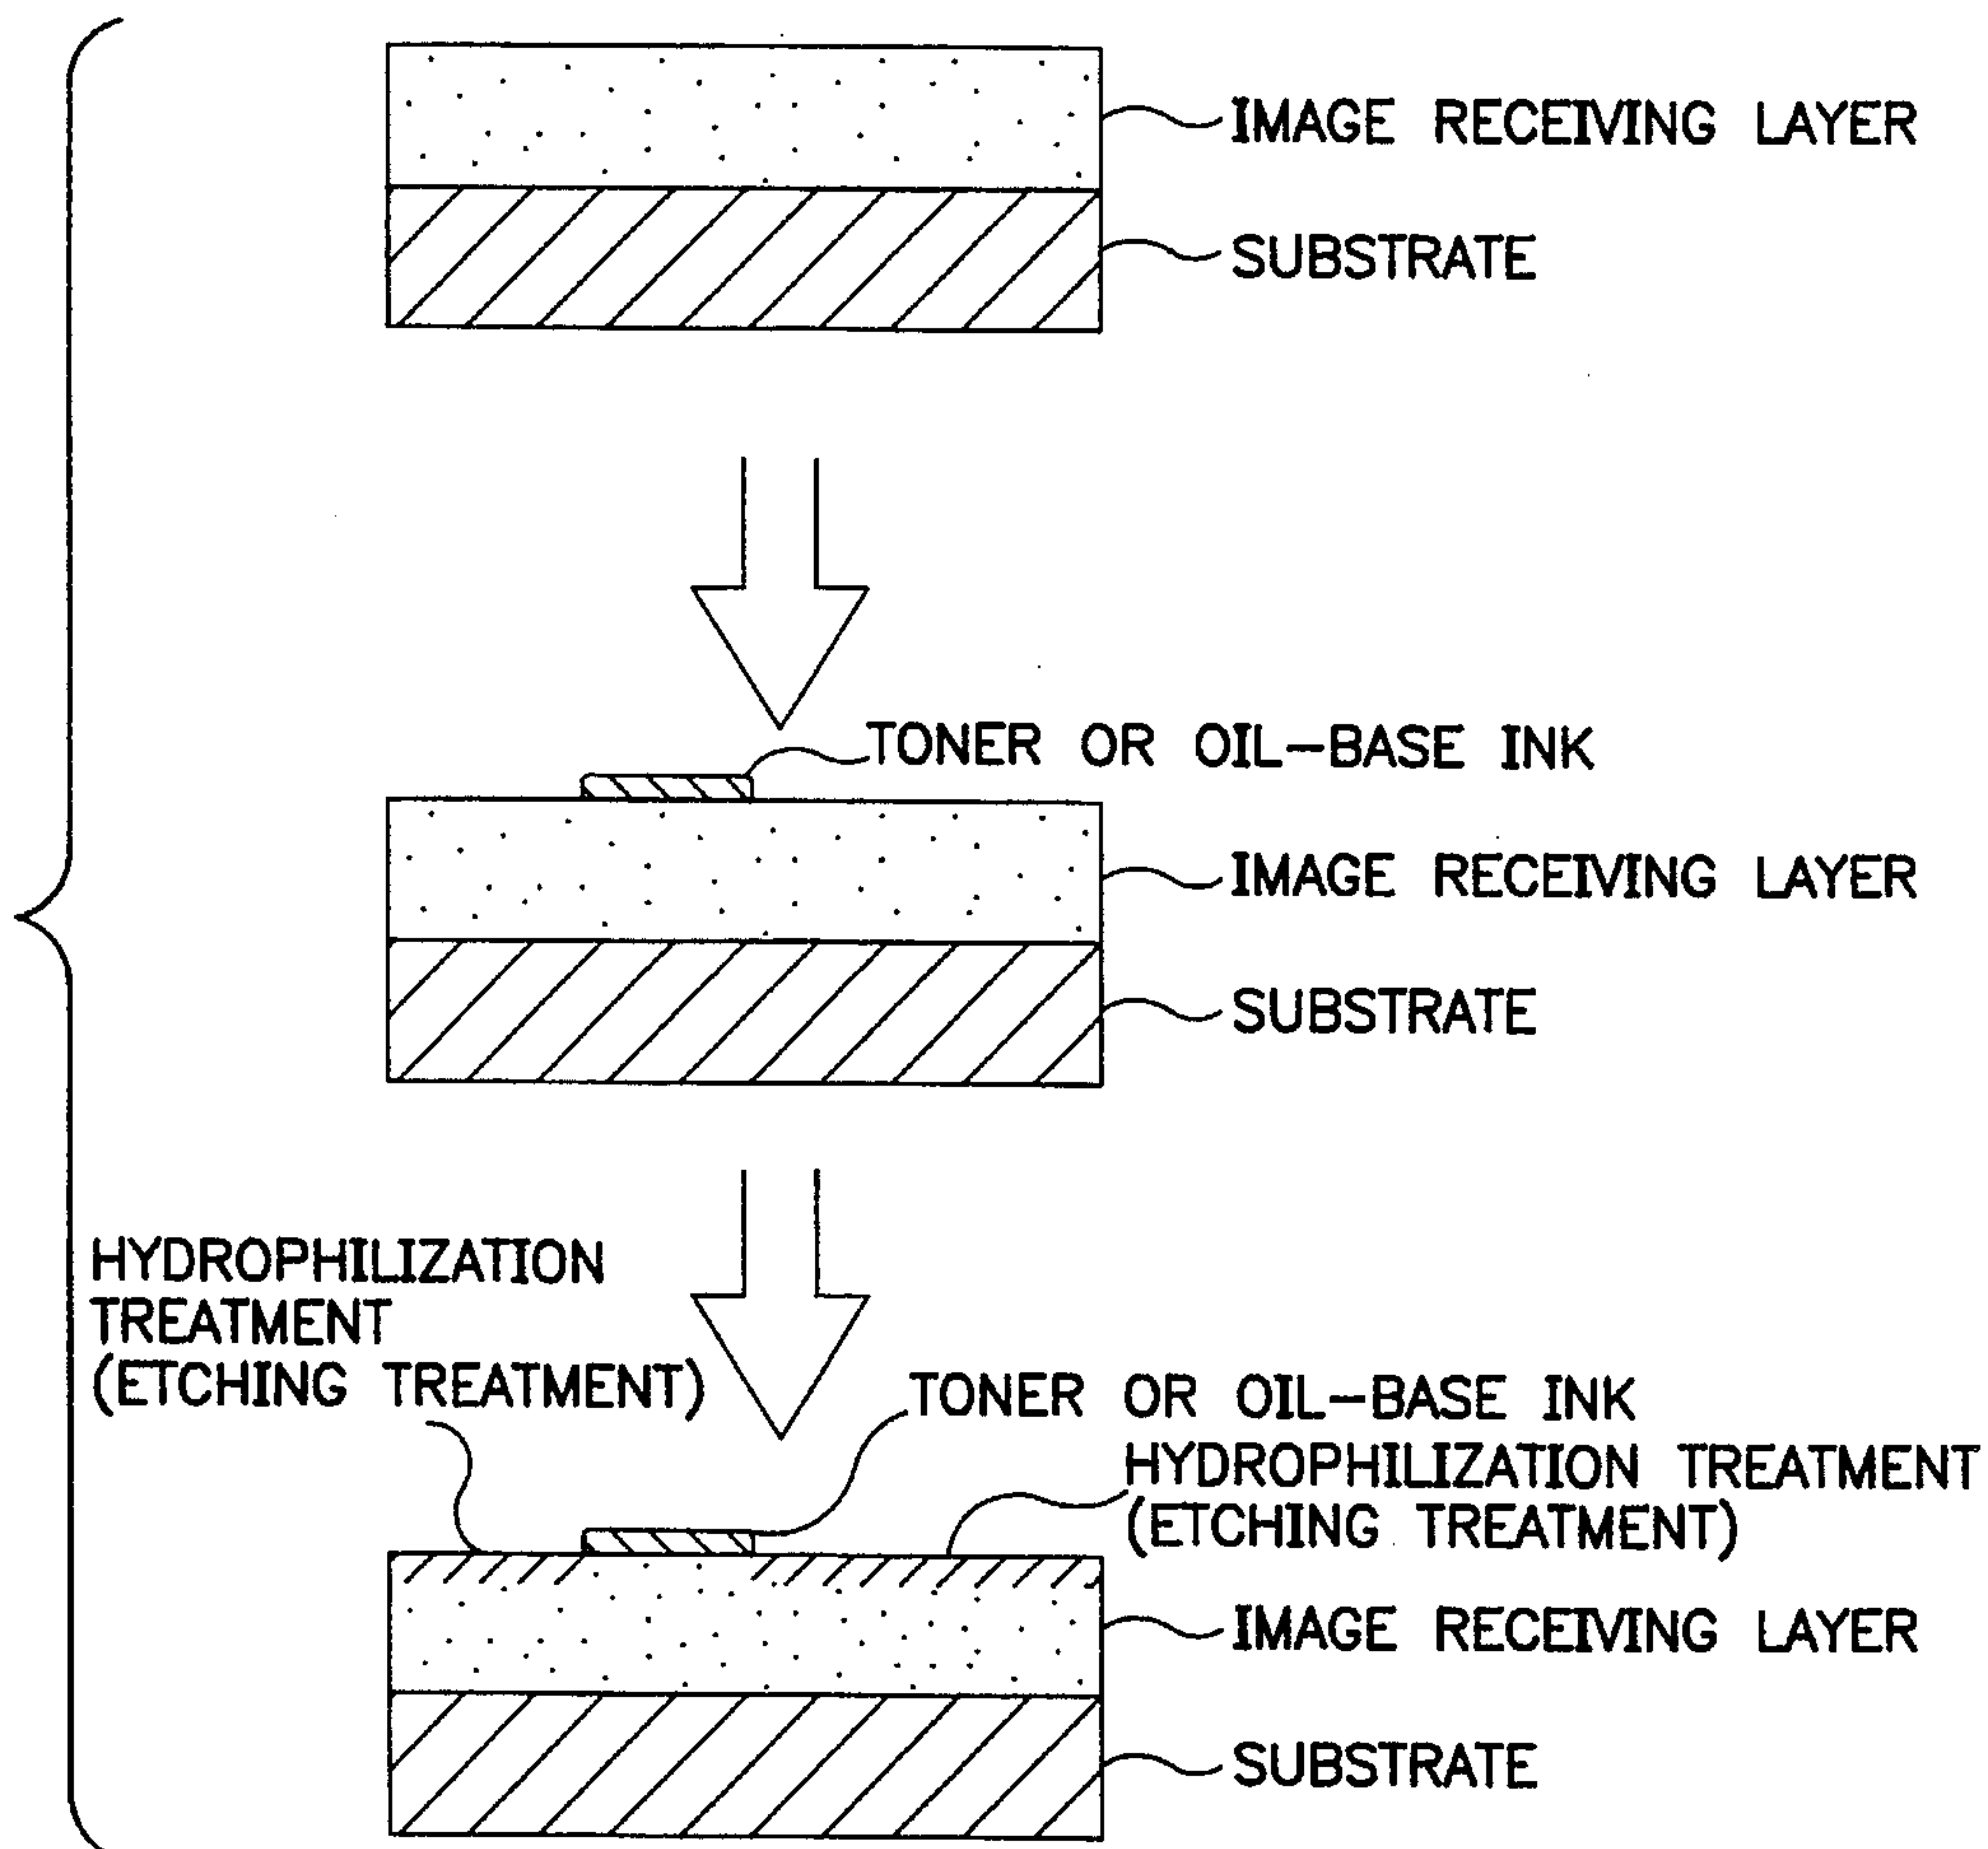 IMAGE RECEIVING LAYER
SUBSTRATE
TONER OR OIL-BASE INK
IMAGE RECEIVING LAYER
SUBSTRATE
HYDROPHILIZATION
TREATMENT
(ETCHING TREATMENT)
TONER OR OIL-BASE INK
HYDROPHILIZATION TREATMENT
(ETCHING TREATMENT)
IMAGE RECEIVING LAYER
SUBSTRATE